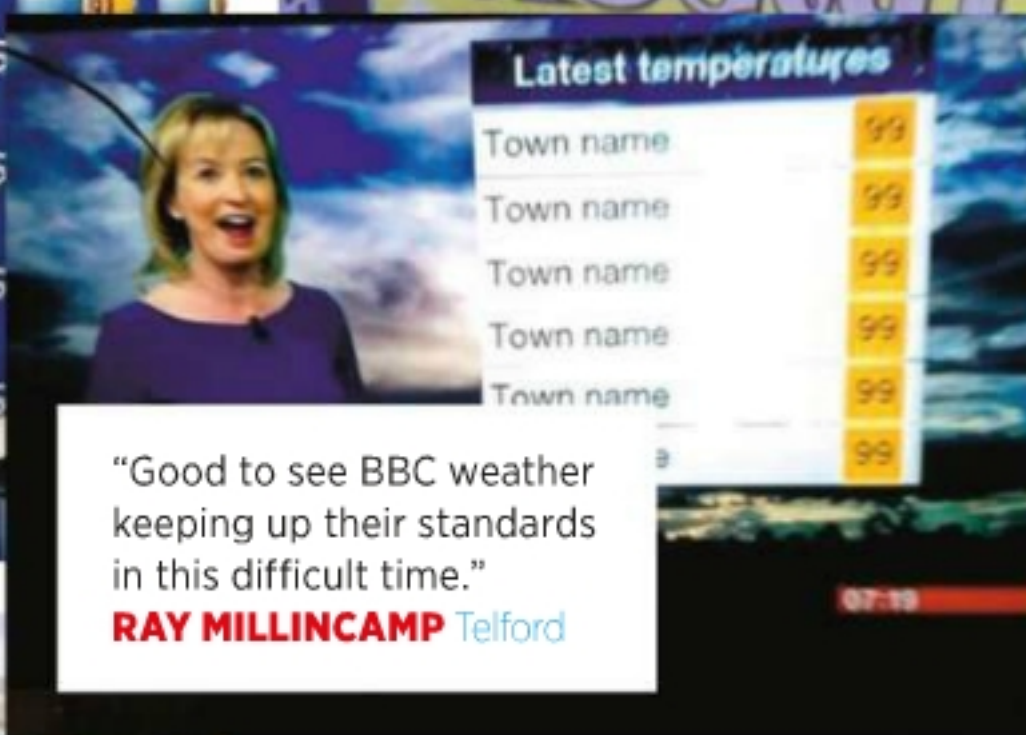 Latest temperatures
Town name 99
Town name 99
Town name 99
Town name 99
Town name 99
99
“Good to see BBC weather
keeping up their standards
in this difficult time.”
RAY MILLINCAMP Telford
07:19